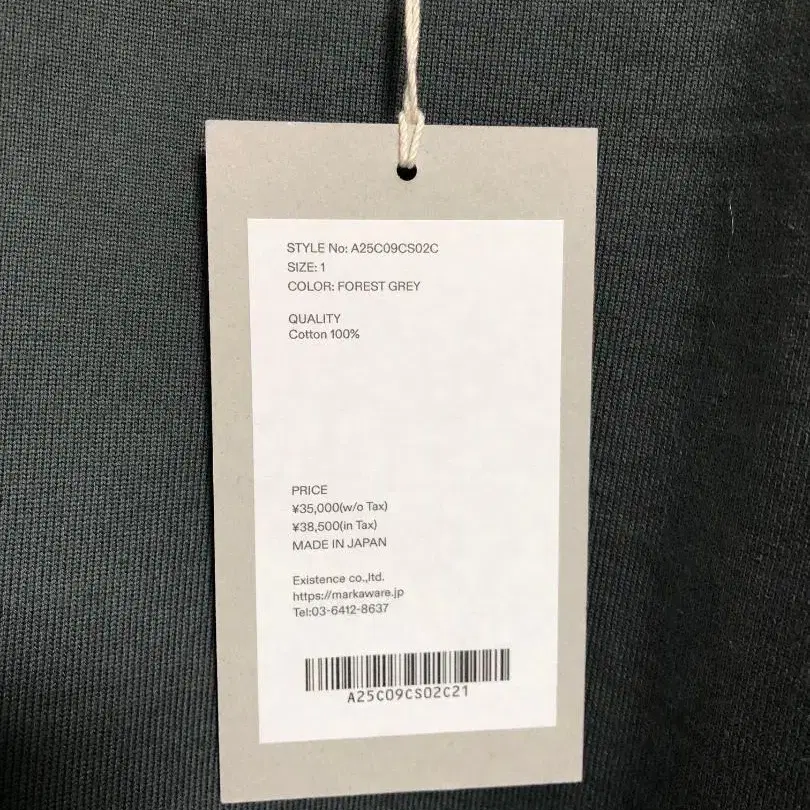 STYLE No: A25C09CS02C
SIZE: 1
COLOR: FOREST GREY
QUALITY
Cotton 100%
PRICE
¥35,000(w/o Tax)
¥38,500(in Tax)
MADE IN JAPAN
Existence co.,ltd.
https://markaware.jp
Tel:03-6412-8637
A25C09CS02C21